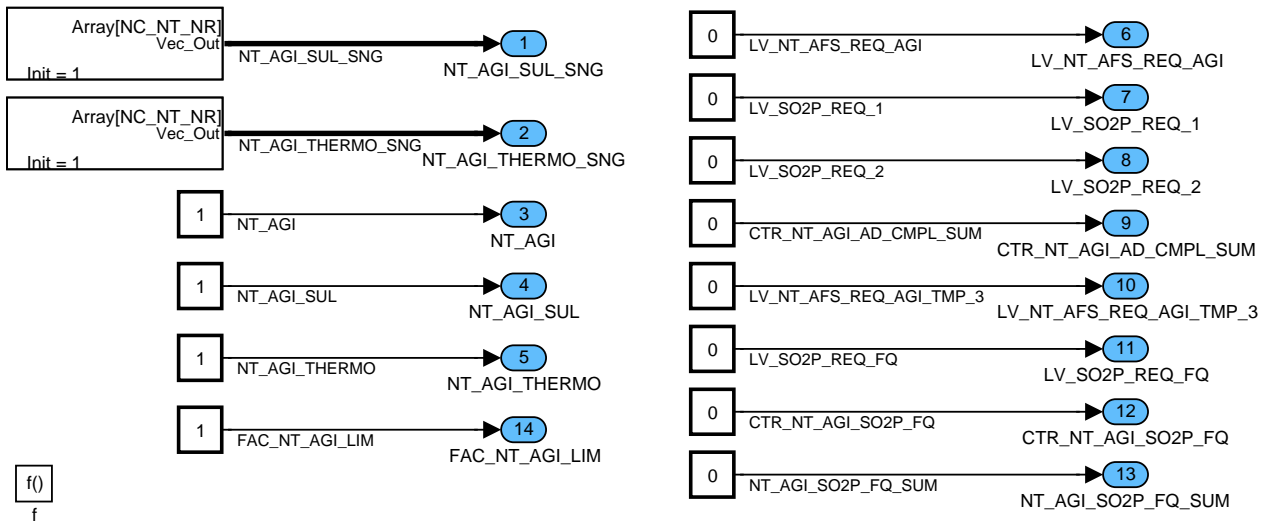 Array[NC_NT_NR]
Vec_Out
Init = 1
NT_AGI_SUL_SNG
1
NT_AGI_SUL_SNG
Array[NC_NT_NR]
Vec_Out
Init = 1
NT_AGI_THERMO_SNG
2
NT_AGI_THERMO_SNG
1
NT_AGI
3
NT_AGI
1
NT_AGI_SUL
4
NT_AGI_SUL
1
NT_AGI_THERMO
5
NT_AGI_THERMO
1
FAC_NT_AGI_LIM
14
FAC_NT_AGI_LIM
f()
f
0
LV_NT_AFS_REQ_AGI
6
LV_NT_AFS_REQ_AGI
0
LV_SO2P_REQ_1
7
LV_SO2P_REQ_1
0
LV_SO2P_REQ_2
8
LV_SO2P_REQ_2
0
CTR_NT_AGI_AD_CMPL_SUM
9
CTR_NT_AGI_AD_CMPL_SUM
0
LV_NT_AFS_REQ_AGI_TMP_3
10
LV_NT_AFS_REQ_AGI_TMP_3
0
LV_SO2P_REQ_FQ
11
LV_SO2P_REQ_FQ
0
CTR_NT_AGI_SO2P_FQ
12
CTR_NT_AGI_SO2P_FQ
0
NT_AGI_SO2P_FQ_SUM
13
NT_AGI_SO2P_FQ_SUM